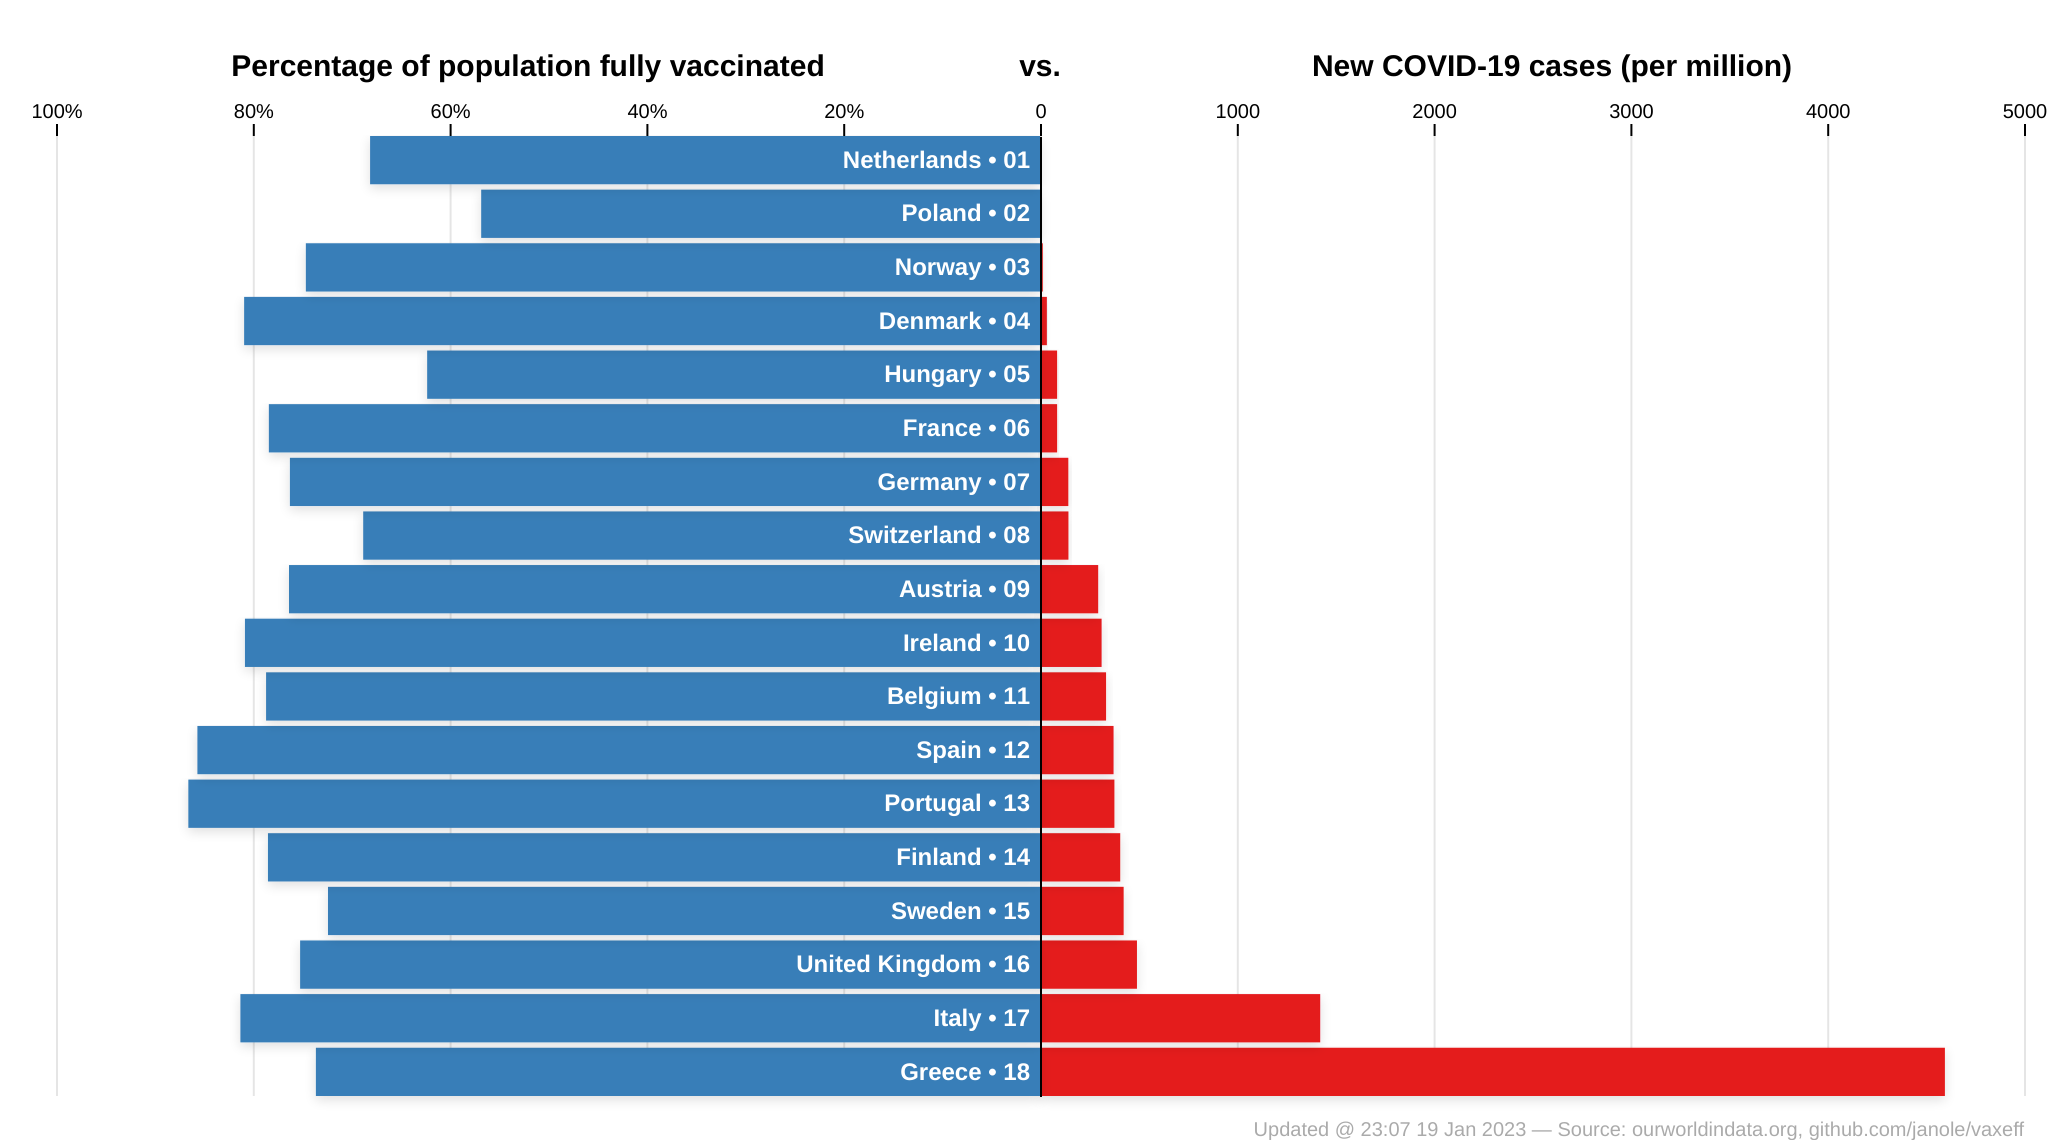 Percentage of population fully vaccinated vs. New COVID-19 cases (per million)
100% 80% 60% 40% 20% 0 1000 2000 3000 4000 5000
Netherlands • 01
Poland • 02
Norway • 03
Denmark • 04
Hungary • 05
France • 06
Germany • 07
Switzerland • 08
Austria • 09
Ireland • 10
Belgium • 11
Spain • 12
Portugal • 13
Finland • 14
Sweden • 15
United Kingdom • 16
Italy • 17
Greece • 18
Updated @ 23:07 19 Jan 2023 — Source: ourworldindata.org, github.com/janole/vaxeff